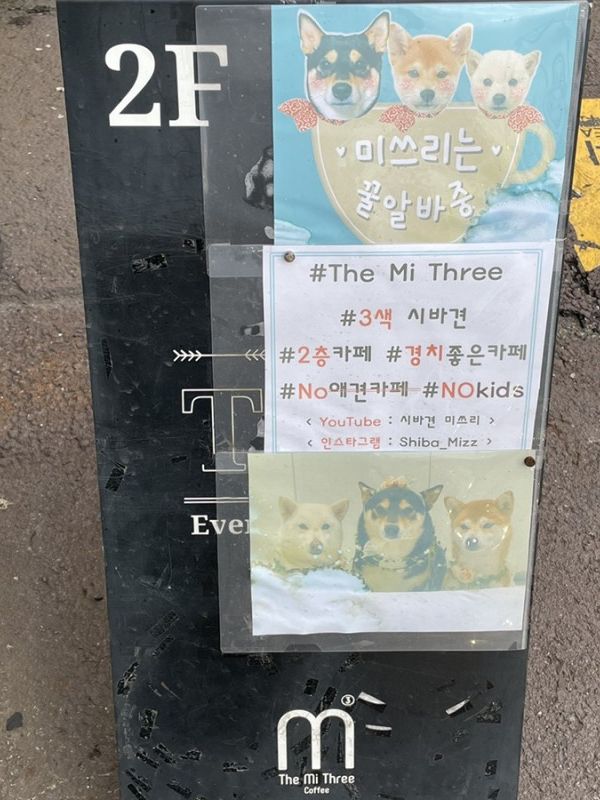 2F
미쓰리는
꿀알바중
#The Mi Three
#3색 시바견
#2층카페 #경치좋은카페
#No애견카페 #NOkids
< YouTube : 시바견 미쓰리 >
< 인스타그램 : Shiba_Mizz >
T
Ever
m³
The Mi Three
Coffee